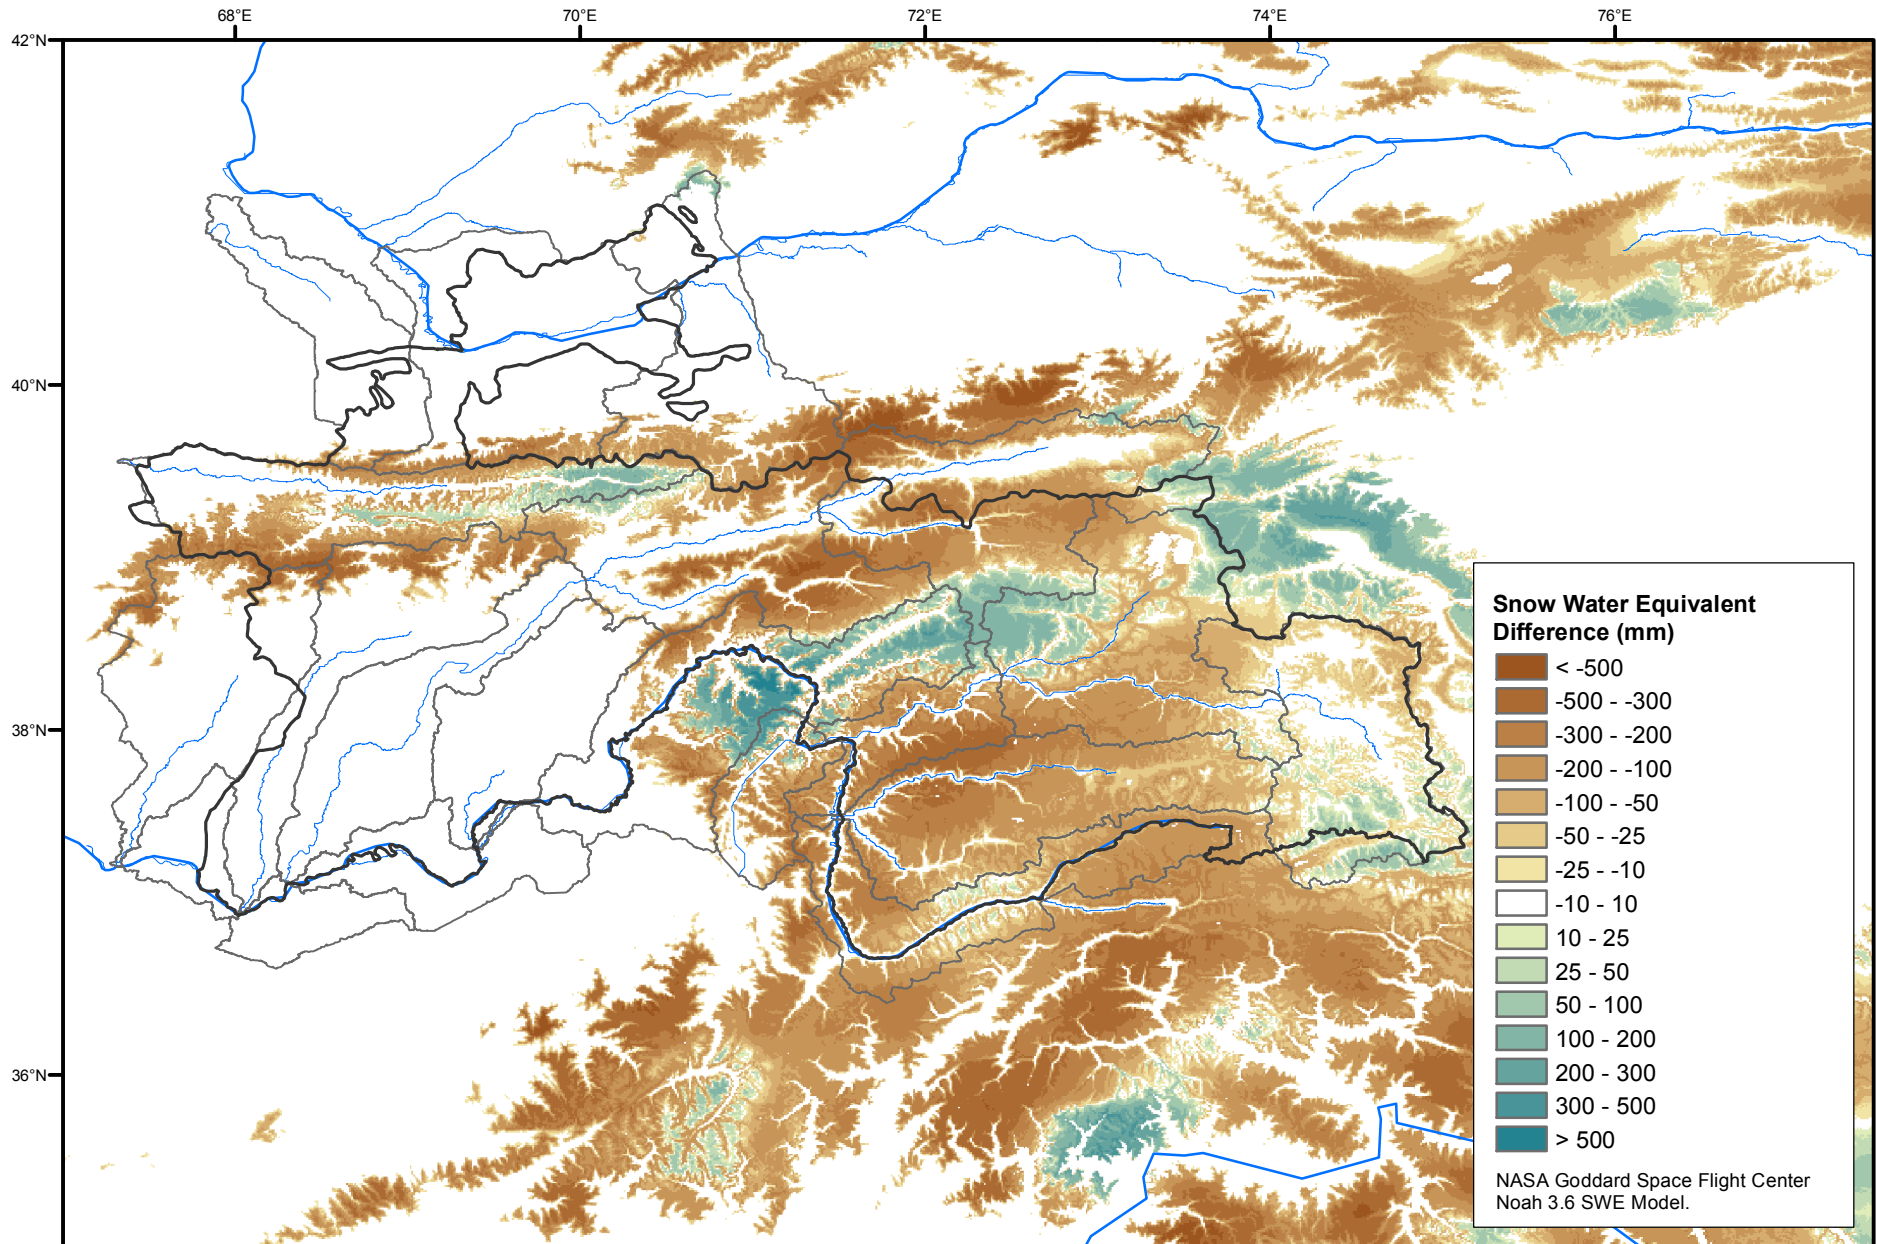 68°E
70°E
72°E
74°E
76°E
42°N
40°N
38°N
36°N
Snow Water Equivalent
Difference (mm)
< -500
-500 - -300
-300 - -200
-200 - -100
-100 - -50
-50 - -25
-25 - -10
-10 - 10
10 - 25
25 - 50
50 - 100
100 - 200
200 - 300
300 - 500
> 500
NASA Goddard Space Flight Center
Noah 3.6 SWE Model.